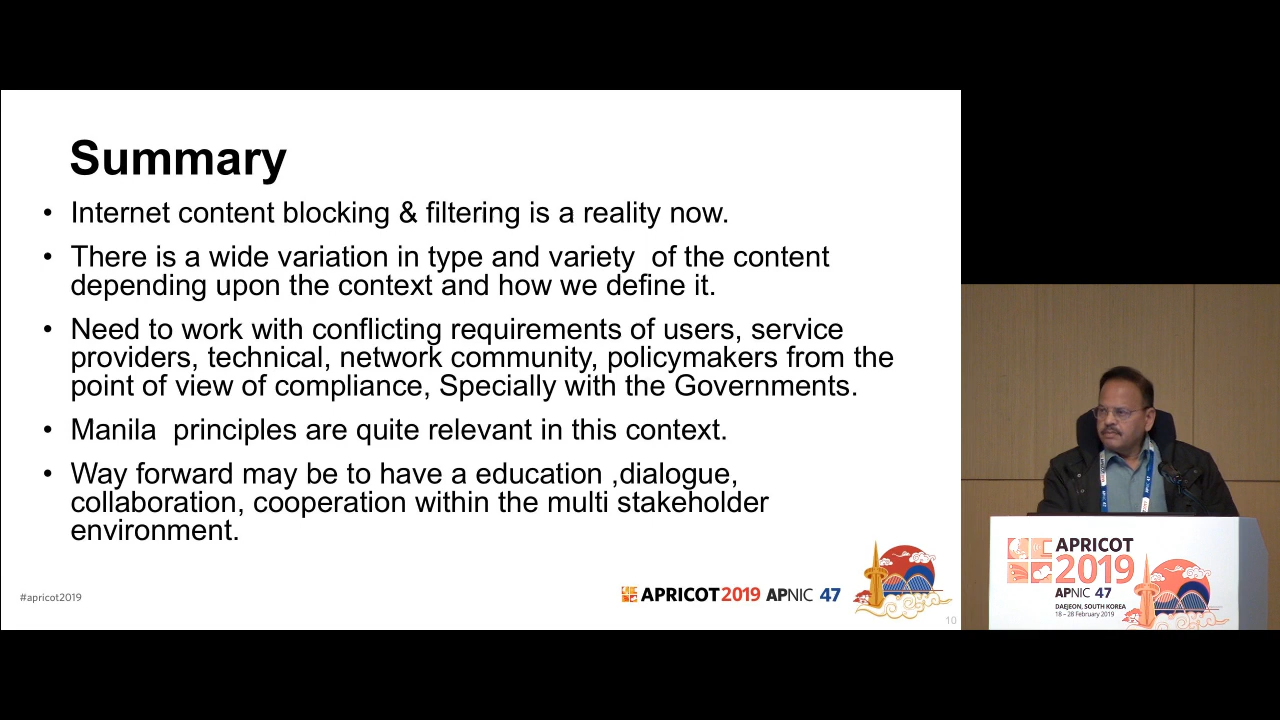 Summary
• Internet content blocking & filtering is a reality now.
• There is a wide variation in type and variety  of the content
depending upon the context and how we define it.
• Need to work with conflicting requirements of users, service
providers, technical, network community, policymakers from the
point of view of compliance, Specially with the Governments.
• Manila  principles are quite relevant in this context.
• Way forward may be to have a education ,dialogue,
collaboration, cooperation within the multi stakeholder
environment.
#apricot2019
APRICOT2019 APNIC 47
10
APRICOT
2019
APNIC 47
DAEJEON, SOUTH KOREA
18 – 28 February 2019